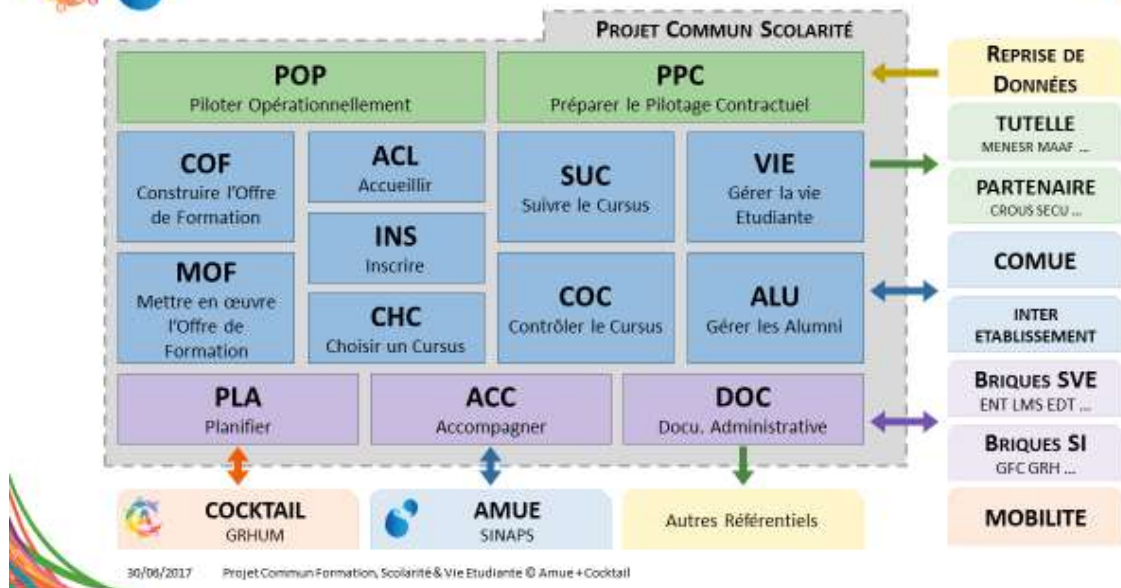 PROJET COMMUN SCOLARITÉ
POP
Piloter Opérationnellement
PPC
Préparer le Pilotage Contractuel
COF
Construire l'Offre
de Formation
ACL
Accueillir
SUC
Suivre le Cursus
VIE
Gérer la vie
Etudiante
INS
Inscrire
MOF
Mettre en œuvre
l'Offre de
Formation
CHC
Choisir un Cursus
COC
Contrôler le Cursus
ALU
Gérer les Alumni
PLA
Planifier
ACC
Accompagner
DOC
Docu. Administrative
REPRISE DE
DONNÉES
TUTELLE
MENESR MAAF ...
PARTENAIRE
CROUS SECU ...
COMUE
INTER
ETABLISSEMENT
BRIQUES SVE
ENT LMS EDT ...
BRIQUES SI
GFC GRH ...
MOBILITE
COCKTAIL
GRHUM
AMUE
SINAPS
Autres Référentiels
30/06/2017 Projet Commun Formation, Scolarité & Vie Etudiante © Amue + Cocktail